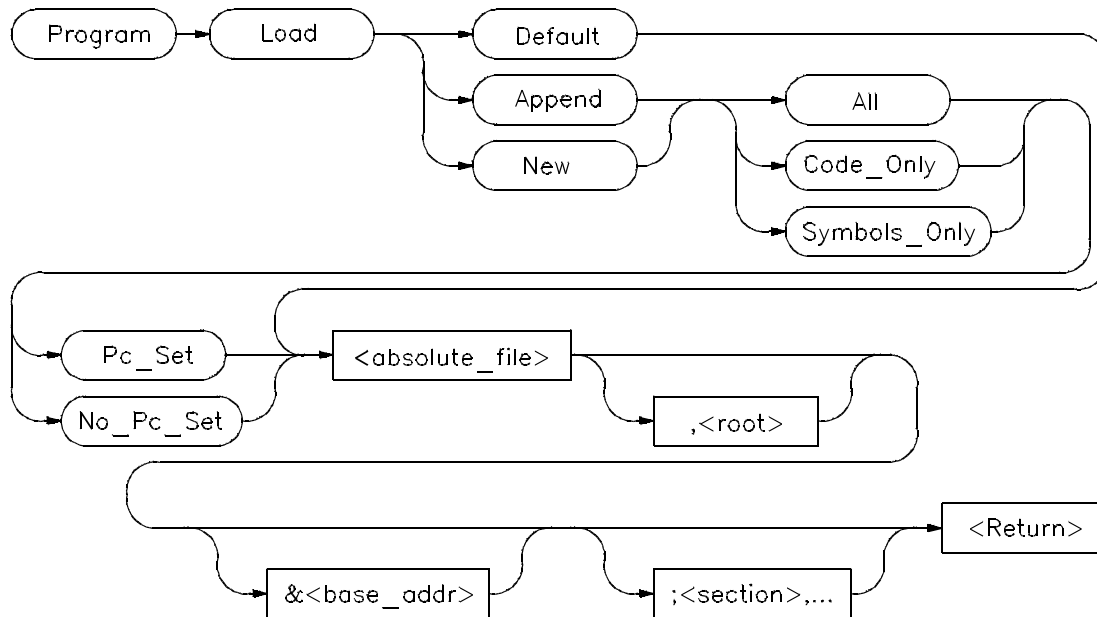 Program
Load
Default
Append
All
New
Code_Only
Symbols_Only
Pc_Set
<absolute_file>
No_Pc_Set
,<root>
<Return>
&<base_addr>
;<section>,...